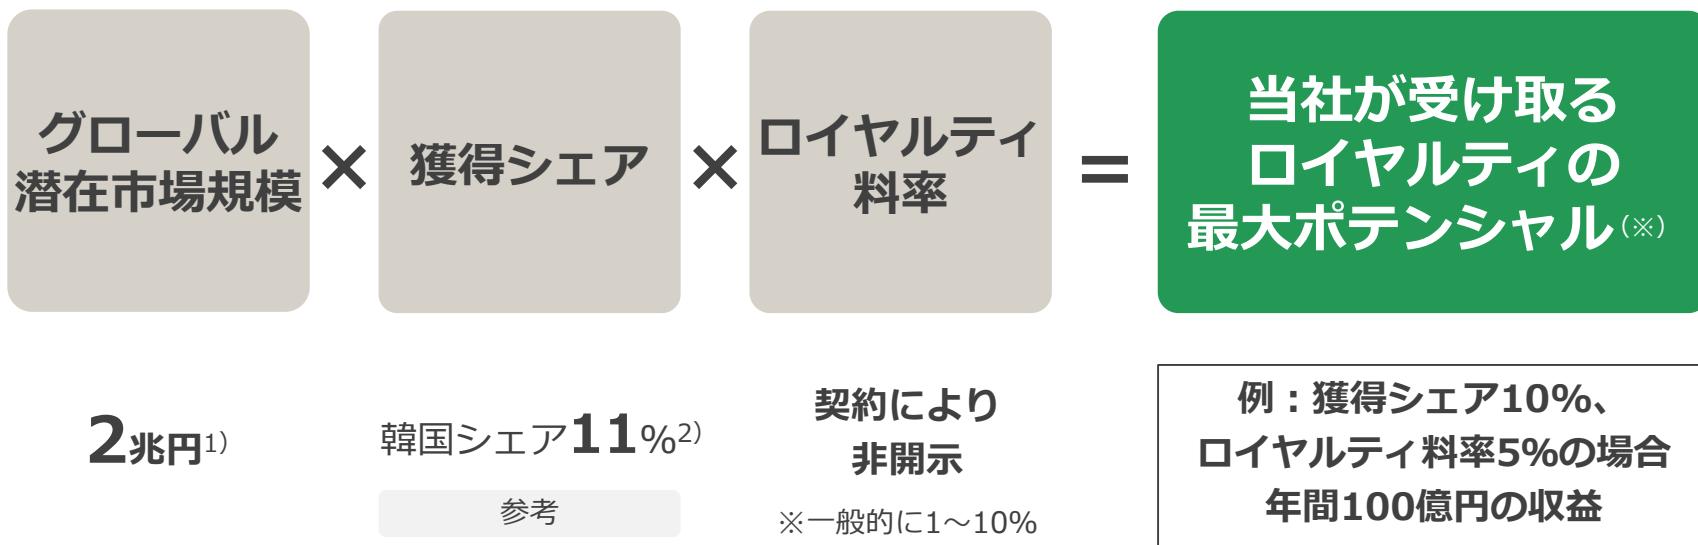 グローバル
潜在市場規模
×
獲得シェア
×
ロイヤルティ
料率
=
当社が受け取る
ロイヤルティの
最大ポテンシャル(※)
2兆円1)
韓国シェア11%2)
参考
契約により
非開示
※一般的に1～10%
例：獲得シェア10%、
ロイヤルティ料率5%の場合
年間100億円の収益